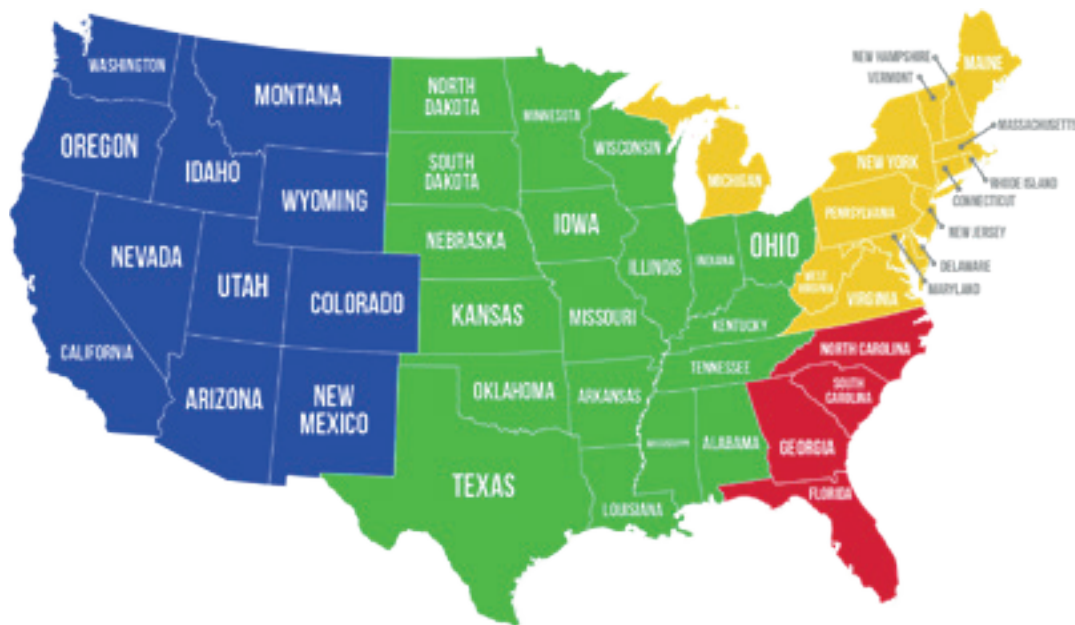 WASHINGTON
MONTANA
NORTH
DAKOTA
MINNESOTA
NEW HAMPSHIRE
VERMONT
MAINE
MASSACHUSETTS
OREGON
IDAHO
WYOMING
SOUTH
DAKOTA
WISCONSIN
MICHIGAN
NEW YORK
RHODE ISLAND
CONNECTICUT
NEVADA
UTAH
COLORADO
NEBRASKA
IOWA
ILLINOIS
INDIANA
OHIO
PENNSYLVANIA
NEW JERSEY
DELAWARE
MARYLAND
WEST
VIRGINIA
VIRGINIA
CALIFORNIA
KANSAS
MISSOURI
KENTUCKY
ARIZONA
NEW
MEXICO
OKLAHOMA
ARKANSAS
TENNESSEE
NORTH CAROLINA
SOUTH
CAROLINA
TEXAS
LOUISIANA
MISSISSIPPI
ALABAMA
GEORGIA
FLORIDA